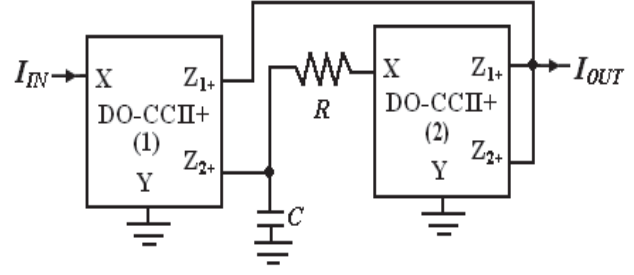 I_IN
X
Z1+
DO-CCII+
(1)
Z2+
Y
R
C
X
Z1+
DO-CCII+
(2)
Z2+
Y
I_OUT